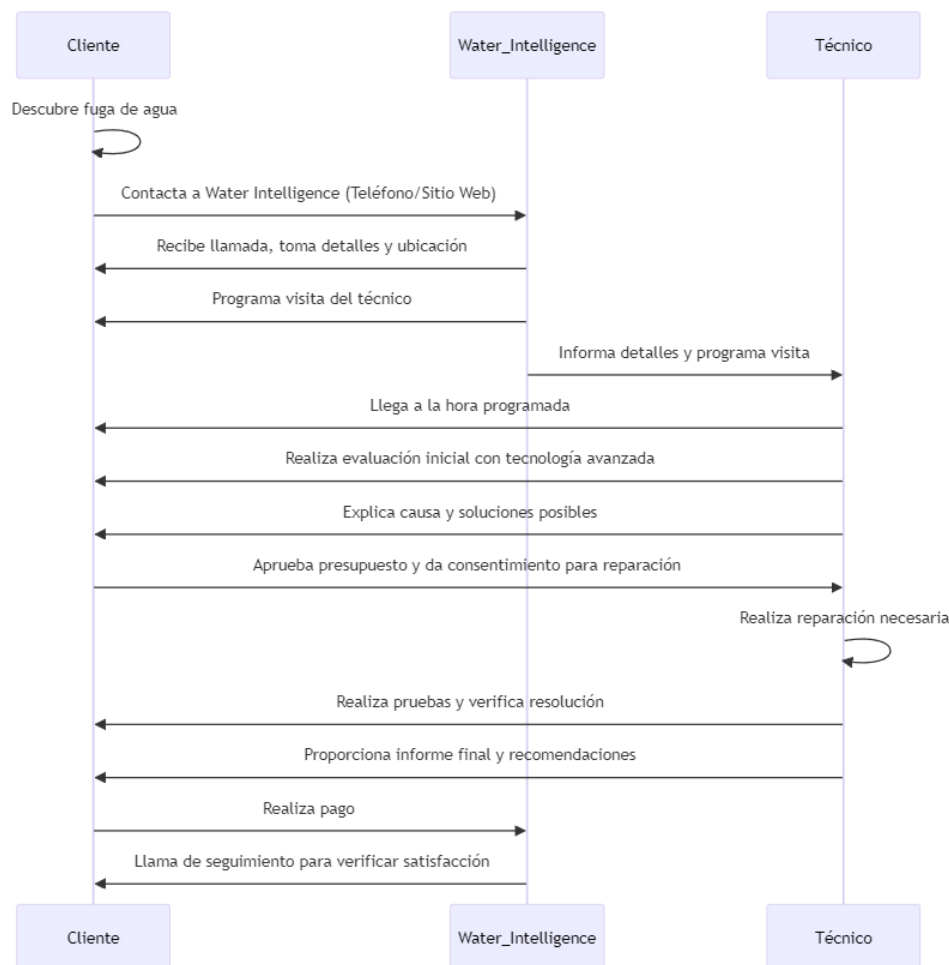 Cliente
Water_Intelligence
Técnico
Descubre fuga de agua
Contacta a Water Intelligence (Teléfono/Sitio Web)
Recibe llamada, toma detalles y ubicación
Programa visita del técnico
Informa detalles y programa visita
Llega a la hora programada
Realiza evaluación inicial con tecnología avanzada
Explica causa y soluciones posibles
Aprueba presupuesto y da consentimiento para reparación
Realiza reparación necesaria
Realiza pruebas y verifica resolución
Proporciona informe final y recomendaciones
Realiza pago
Llama de seguimiento para verificar satisfacción
Cliente
Water_Intelligence
Técnico